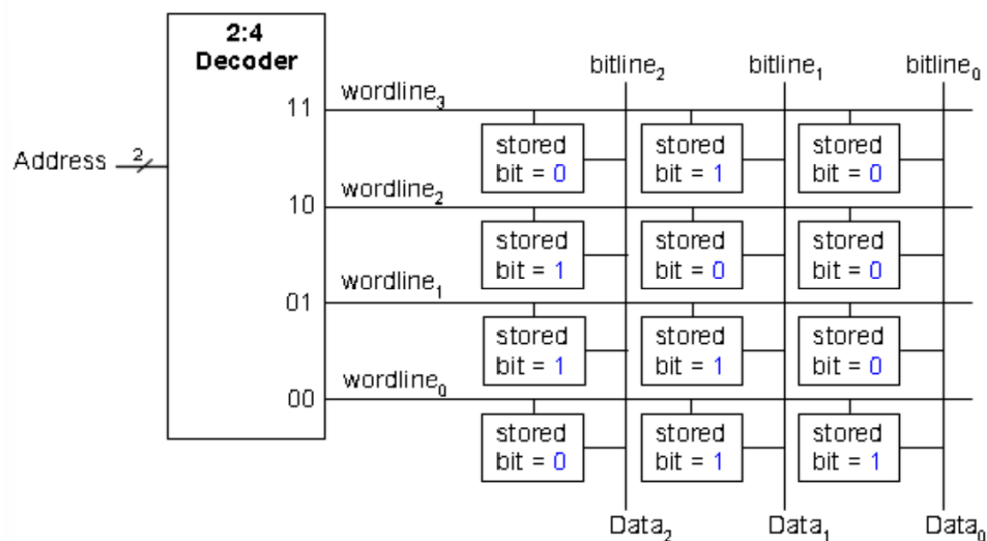 2:4
Decoder
bitline₂ bitline₁ bitline₀
wordline₃
11
stored stored stored
bit = 0 bit = 1 bit = 0
Address 2
wordline₂
10
stored stored stored
bit = 1 bit = 0 bit = 0
wordline₁
01
stored stored stored
bit = 1 bit = 1 bit = 0
wordline₀
00
stored stored stored
bit = 0 bit = 1 bit = 1
Data₂ Data₁ Data₀